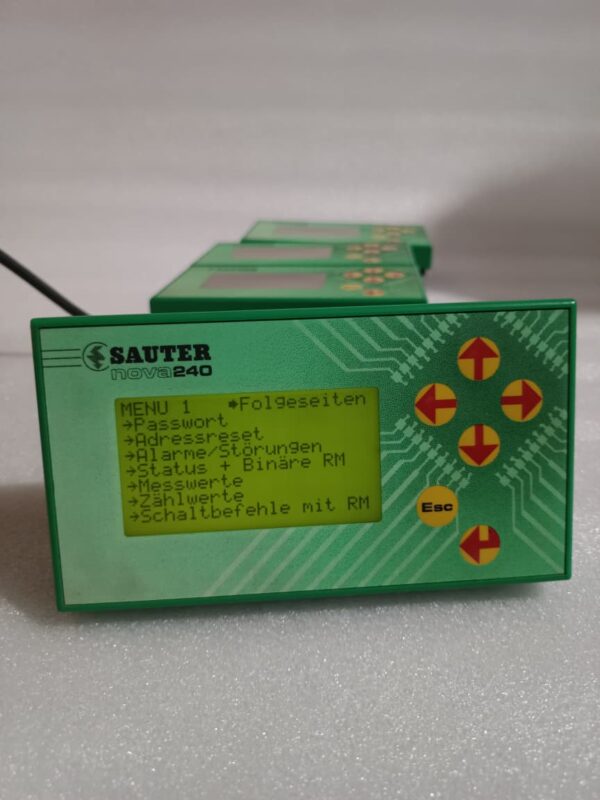 SAUTER
nova240
MENU 1 Folgeseiten
→Passwort
→Adressreset
→Alarme/Störungen
→Status + Binäre RM
→Messwerte
→Zählwerte
→Schaltbefehle mit RM
Esc